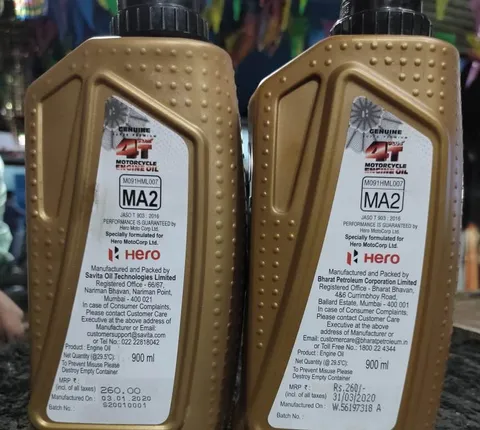 GENUINE
4T PLUS
MOTORCYCLE
ENGINE OIL
M091HML007
MA2
JASO T 903 : 2016
PERFORMANCE IS GUARANTEED by
Hero Moto Corp Ltd.
Specially formulated for
Hero MotoCorp Ltd.
Hero
Manufactured and Packed by
Savita Oil Technologies Limited
Registered Office - 66/67,
Nariman Bhavan, Nariman Point,
Mumbai - 400 021
In case of Consumer Complaints,
Please contact Customer Care
Executive at the above address of
Manufacturer or Email:
customersupport@savita.com
or Tel No.: 022 22818042
Product : Engine Oil
Net Quantity (@29.5°C): 900 ml
To Prevent Misuse Please
Destroy Empty Container
MRP ₹ : 260.00
(incl. of all taxes)
Manufactured on: 03.01.2020
Batch No.: 620010001
GENUINE
4T PLUS
MOTORCYCLE
ENGINE OIL
M091HML007
MA2
JASO T 903 : 2016
PERFORMANCE IS GUARANTEED by
Hero Moto Corp Ltd.
Specially formulated for
Hero MotoCorp Ltd.
Hero
Manufactured and Packed by
Bharat Petroleum Corporation Limited
Registered Office - Bharat Bhavan,
4&6 Currimbhoy Road,
Ballard Estate, Mumbai - 400 001
In case of Consumer Complaints,
Please contact Customer Care
Executive at the above address of
Manufacturer or
Email: customercare@bharatpetroleum.in
or Toll Free No.: 1800 22 4344
Product : Engine Oil
Net Quantity (@29.5°C): 900 ml
To Prevent Misuse Please
Destroy Empty Container
MRP ₹ : Rs.260/-
(incl. of all taxes)
Manufactured on: 31/03/2020
Batch No.: W.56197318 A